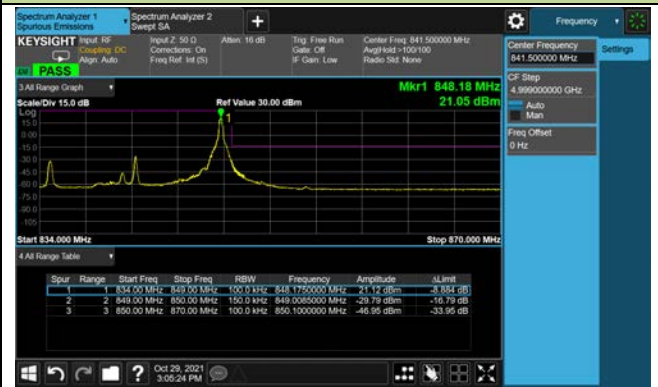 Spectrum Analyzer 1
Spurious Emissions
Spectrum Analyzer 2
Swept SA
+
Frequency
KEYSIGHT
Input: RF
Coupling: DC
Align: Auto
Input Z: 50 Ω
Corrections: On
Freq Ref: Int (S)
Atten: 16 dB
Trig: Free Run
Gate: Off
IF Gain: Low
Center Freq: 841.500000 MHz
Avg|Hold:>100/100
Radio Std: None
PASS
3 All Range Graph
Mkr1 848.18 MHz
Scale/Div 15.0 dB
Ref Value 30.00 dBm
21.05 dBm
Log
15.0
0.00
-15.0
-30.0
-45.0
-60.0
-75.0
-90.0
-105
1
Start 834.000 MHz
Stop 870.000 MHz
4 All Range Table
Spur Range Start Freq Stop Freq RBW Frequency Amplitude ΔLimit
1 1 834.00 MHz 849.00 MHz 100.0 kHz 848.1750000 MHz 21.12 dBm -8.884 dB
2 2 849.00 MHz 850.00 MHz 150.0 kHz 849.0085000 MHz -29.79 dBm -16.79 dB
3 3 850.00 MHz 870.00 MHz 100.0 kHz 850.1000000 MHz -46.95 dBm -33.95 dB
Center Frequency
841.500000 MHz
Settings
CF Step
4.999000000 GHz
Auto
Man
Freq Offset
0 Hz
?
Oct 29, 2021
3:05:24 PM